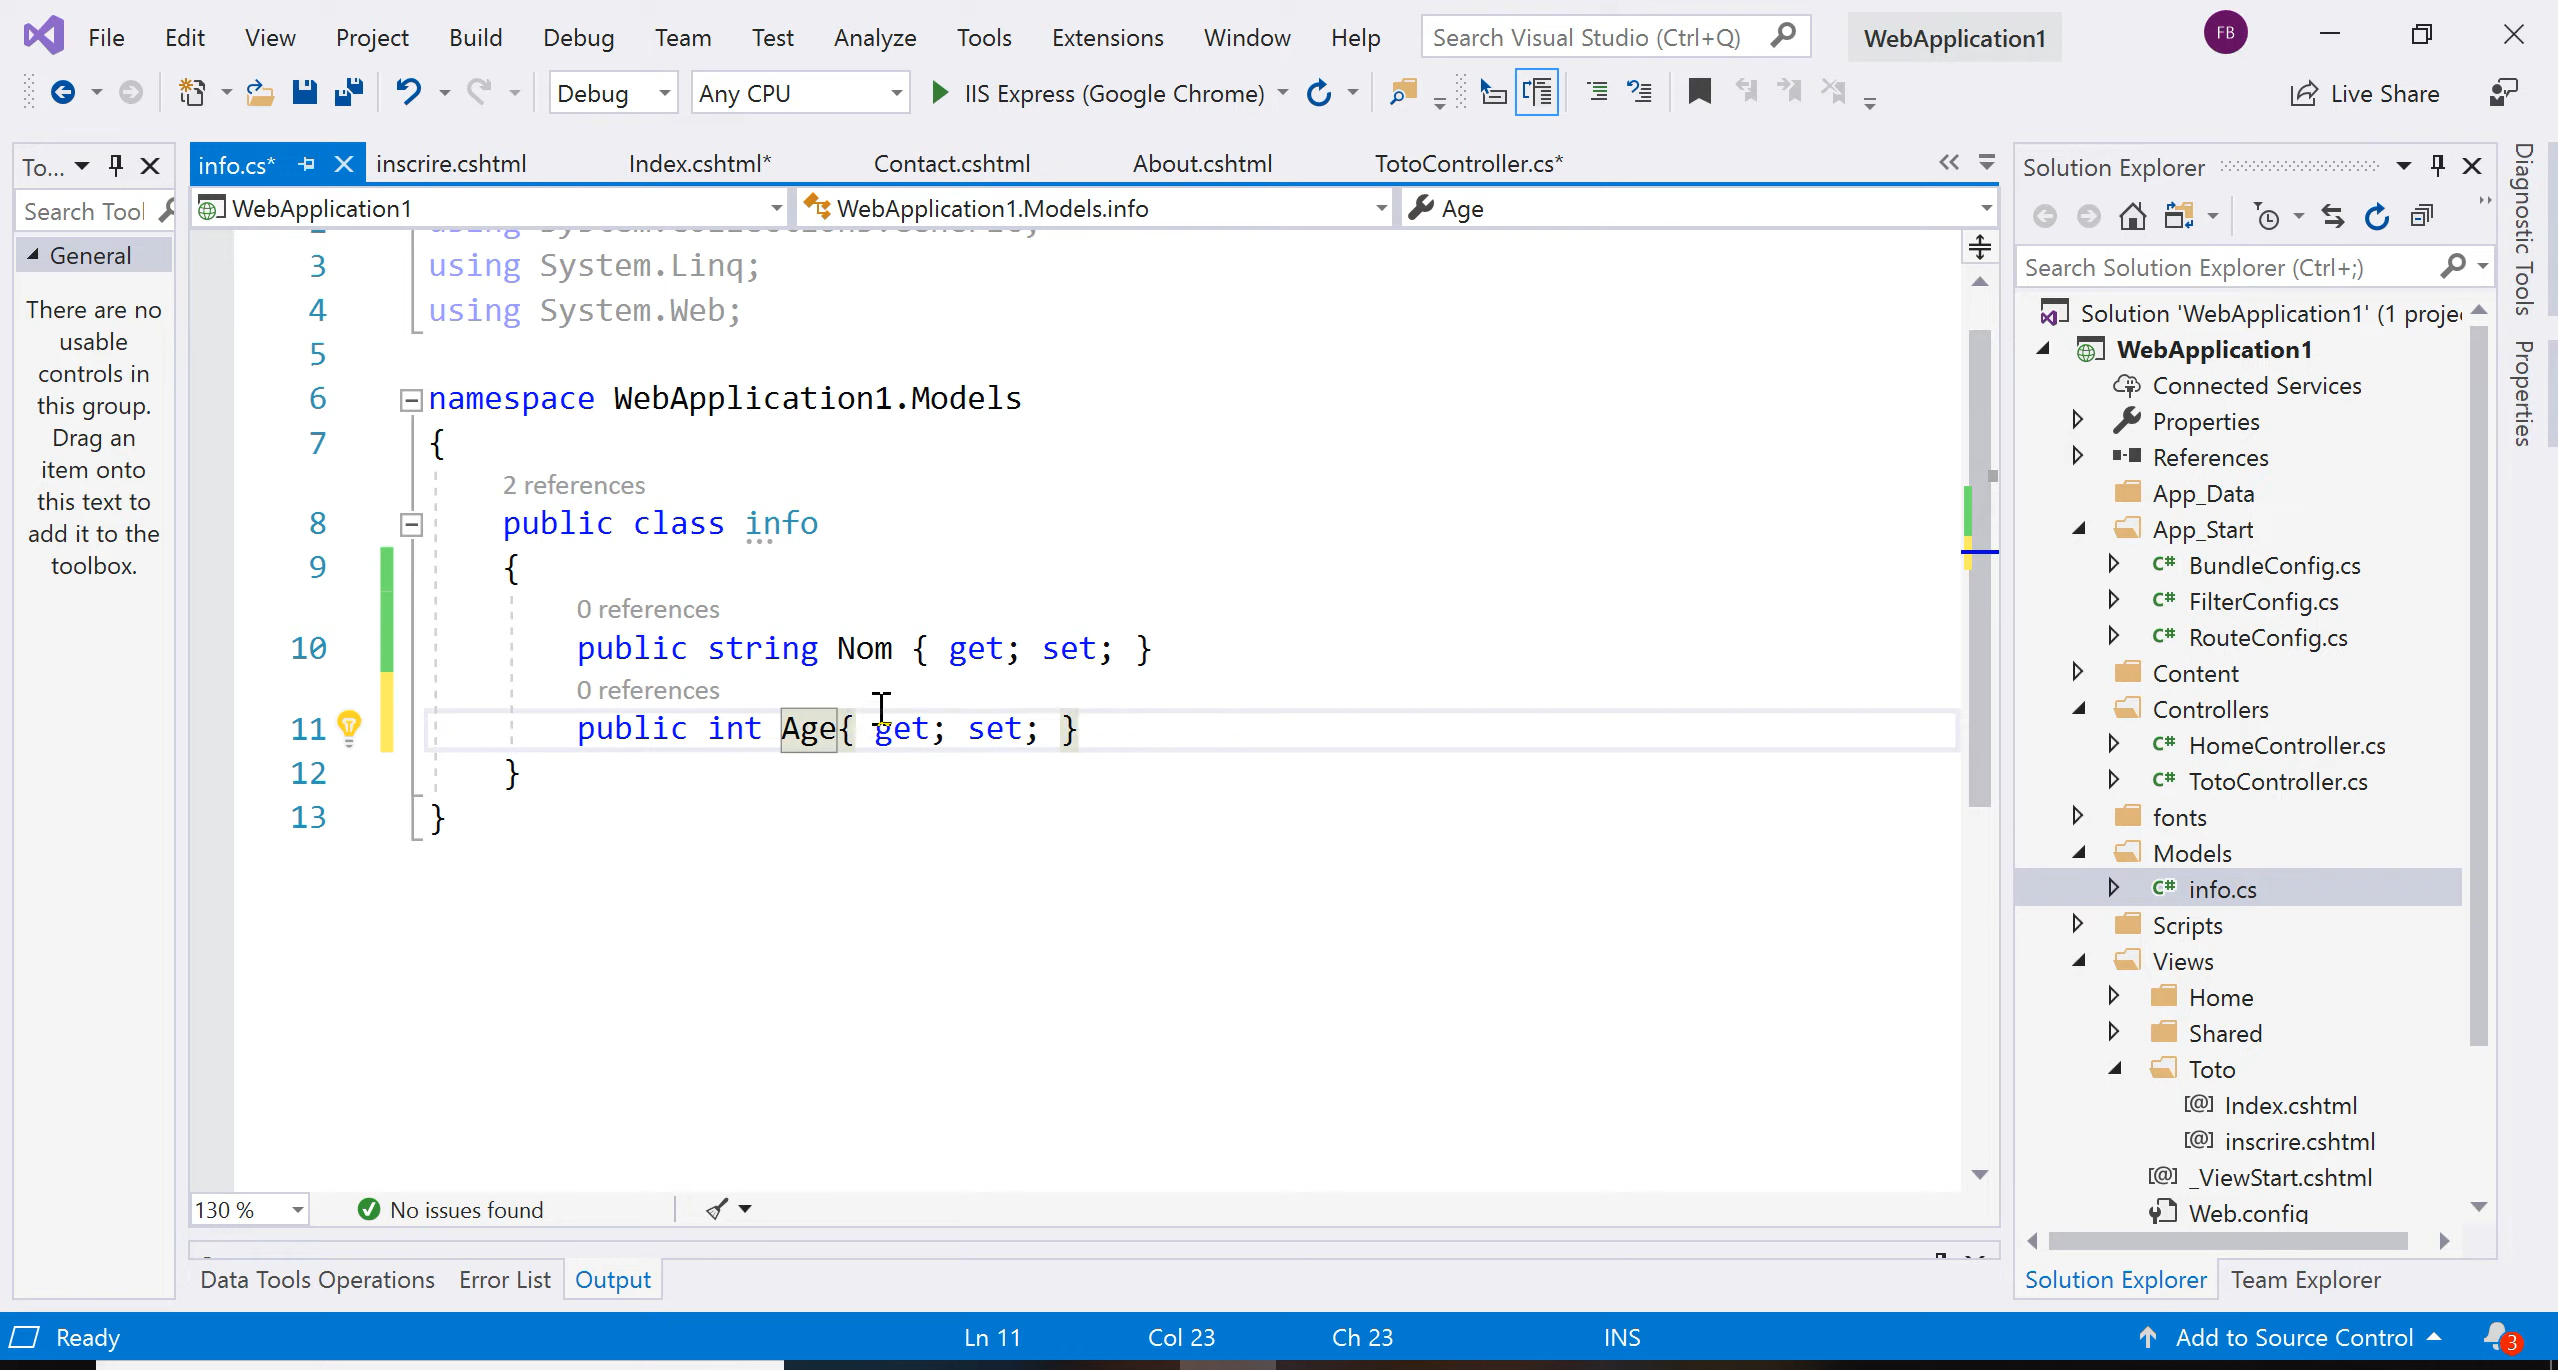 File Edit View Project Build Debug Team Test Analyze Tools Extensions Window Help Search Visual Studio (Ctrl+Q) WebApplication1 FB
Debug Any CPU IIS Express (Google Chrome) Live Share
To... info.cs* inscrire.cshtml Index.cshtml* Contact.cshtml About.cshtml TotoController.cs*
Search Tool
WebApplication1 WebApplication1.Models.info Age
General
There are no
usable
controls in
this group.
Drag an
item onto
this text to
add it to the
toolbox.
using System.Collections.Generic;
3 using System.Linq;
4 using System.Web;
5
6 namespace WebApplication1.Models
7 {
2 references
8 public class info
9 {
0 references
10 public string Nom { get; set; }
0 references
11 public int Age{ get; set; }
12 }
13 }
130 % No issues found
Data Tools Operations Error List Output
Solution Explorer
Search Solution Explorer (Ctrl+;)
Solution 'WebApplication1' (1 proje
WebApplication1
Connected Services
Properties
References
App_Data
App_Start
C# BundleConfig.cs
C# FilterConfig.cs
C# RouteConfig.cs
Content
Controllers
C# HomeController.cs
C# TotoController.cs
fonts
Models
C# info.cs
Scripts
Views
Home
Shared
Toto
[@] Index.cshtml
[@] inscrire.cshtml
[@] _ViewStart.cshtml
Web.config
Solution Explorer Team Explorer
Diagnostic Tools
Properties
Ready Ln 11 Col 23 Ch 23 INS Add to Source Control 3